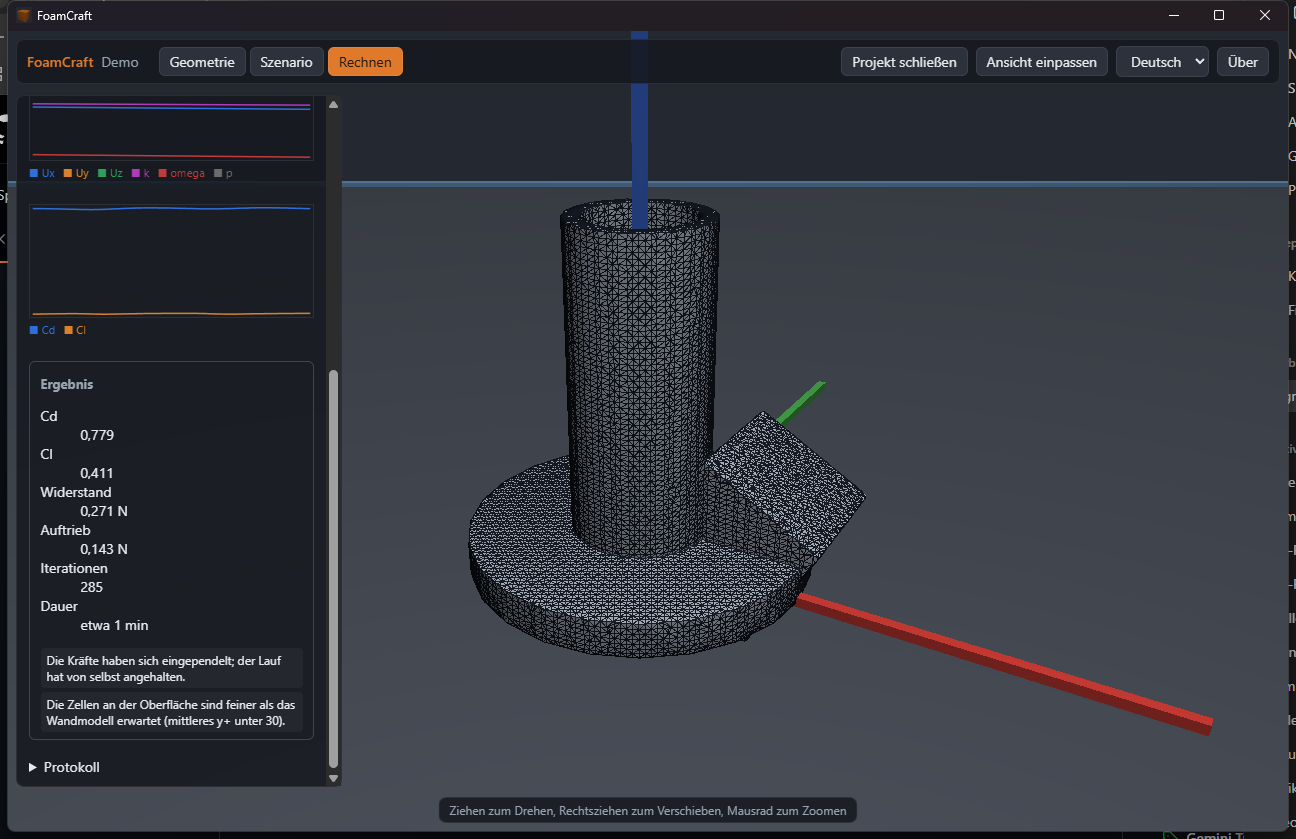 FoamCraft
FoamCraft Demo Geometrie Szenario Rechnen Projekt schließen Ansicht einpassen Deutsch Über
Ux Uy Uz k omega p
Cd Cl
Ergebnis
Cd
0,779
Cl
0,411
Widerstand
0,271 N
Auftrieb
0,143 N
Iterationen
285
Dauer
etwa 1 min
Die Kräfte haben sich eingependelt; der Lauf
hat von selbst angehalten.
Die Zellen an der Oberfläche sind feiner als das
Wandmodell erwartet (mittleres y+ unter 30).
Protokoll
Ziehen zum Drehen, Rechtsziehen zum Verschieben, Mausrad zum Zoomen